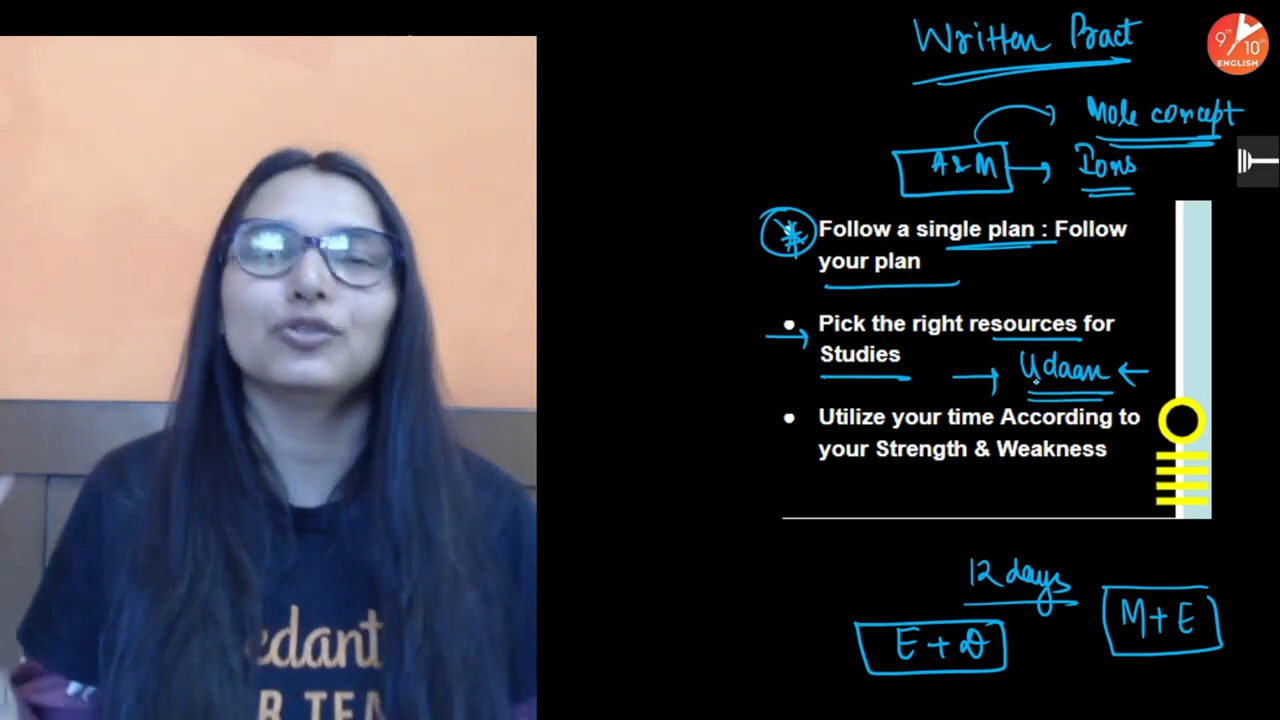 Written Pract
9th
10th
ENGLISH
Mole concept
A & M
Ions
Follow a single plan : Follow
your plan
Pick the right resources for
Studies
Udaan
Utilize your time According to
your Strength & Weakness
12 days
M + E
edant
R TEA